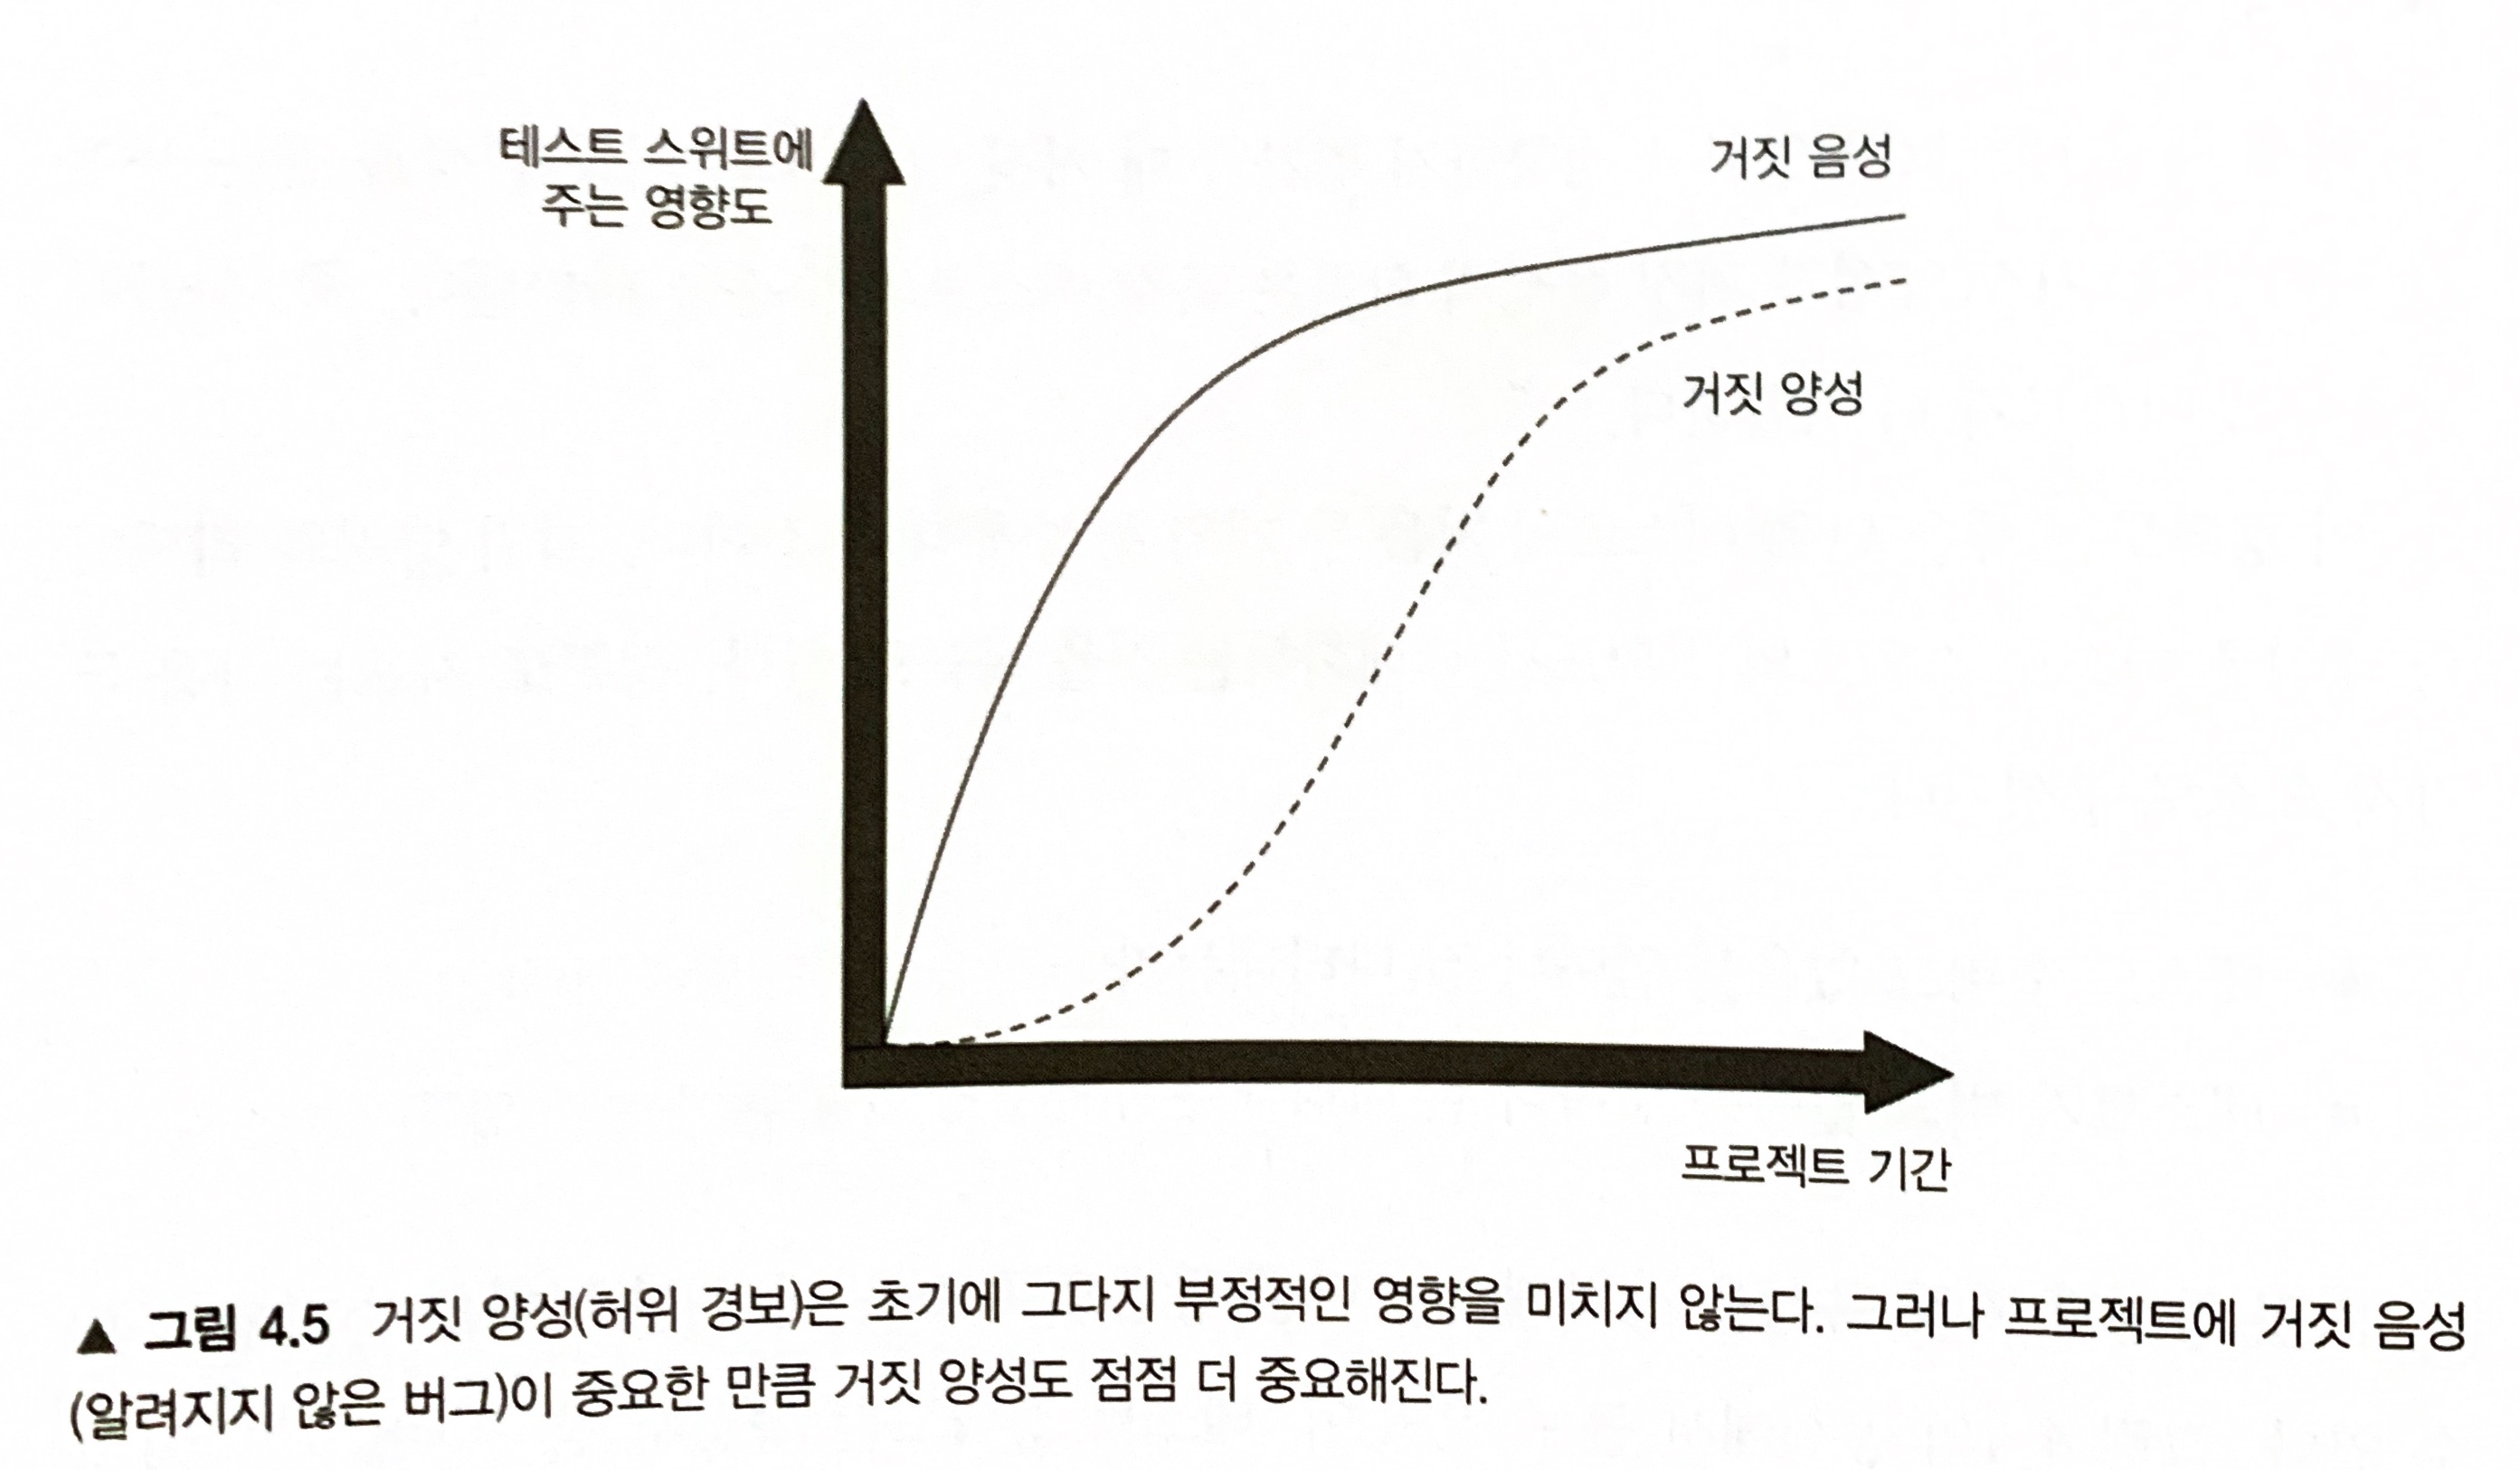 테스트 스위트에
주는 영향도
거짓 음성
거짓 양성
프로젝트 기간
▲ 그림 4.5 거짓 양성(허위 경보)은 초기에 그다지 부정적인 영향을 미치지 않는다. 그러나 프로젝트에 거짓 음성
(알려지지 않은 버그)이 중요한 만큼 거짓 양성도 점점 더 중요해진다.